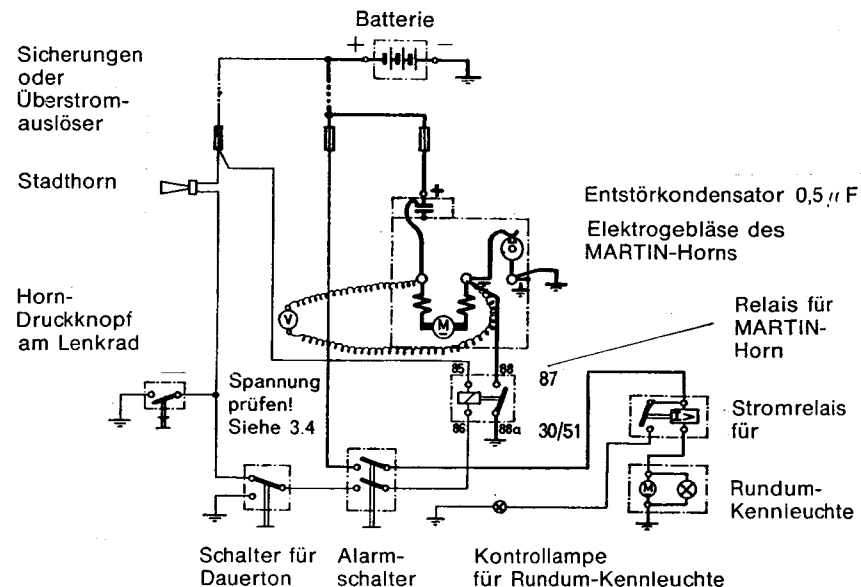 Batterie
+ −
Sicherungen
oder
Überstrom-
auslöser
Stadthorn
+
Entstörkondensator 0,5 µ F
Elektrogebläse des
MARTIN-Horns
Horn-
Druckknopf
am Lenkrad
V
M
Relais für
MARTIN-
Horn
85 88
87
Spannung
prüfen!
Siehe 3.4
86 88a
30/51
Stromrelais
für
M
Rundum-
Kennleuchte
Schalter für
Dauerton
Alarm-
schalter
Kontrollampe
für Rundum-Kennleuchte